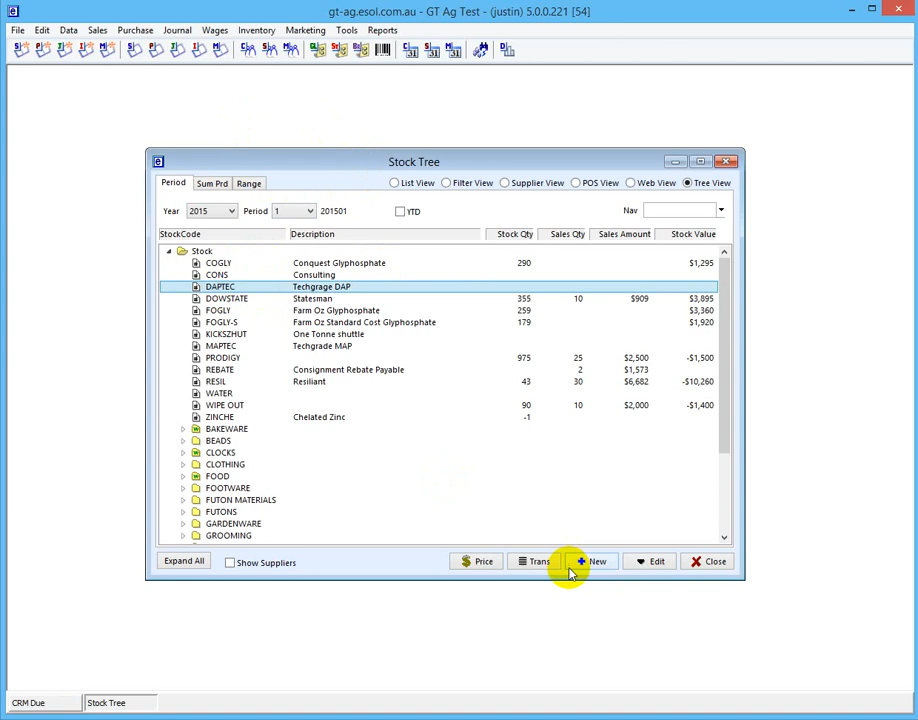 gt-ag.esol.com.au - GT Ag Test - (justin) 5.0.0.221 [54]
File Edit Data Sales Purchase Journal Wages Inventory Marketing Tools Reports
Stock Tree
Period Sum Prd Range List View Filter View Supplier View POS View Web View Tree View
Year 2015 Period 1 201501 YTD Nav
StockCode Description Stock Qty Sales Qty Sales Amount Stock Value
Stock
COGLY Conquest Glyphosphate 290 $1,295
CONS Consulting
DAPTEC Techgrage DAP
DOWSTATE Statesman 355 10 $909 $3,895
FOGLY Farm Oz Glyphosphate 259 $3,360
FOGLY-S Farm Oz Standard Cost Glyphosphate 179 $1,920
KICKSZHUT One Tonne shuttle
MAPTEC Techgrade MAP
PRODIGY 975 25 $2,500 -$1,500
REBATE Consignment Rebate Payable 2 $1,573
RESIL Resiliant 43 30 $6,682 -$10,260
WATER
WIPE OUT 90 10 $2,000 -$1,400
ZINCHE Chelated Zinc -1
BAKEWARE
BEADS
CLOCKS
CLOTHING
FOOD
FOOTWARE
FUTON MATERIALS
FUTONS
GARDENWARE
GROOMING
Expand All Show Suppliers Price Trans New Edit Close
CRM Due Stock Tree